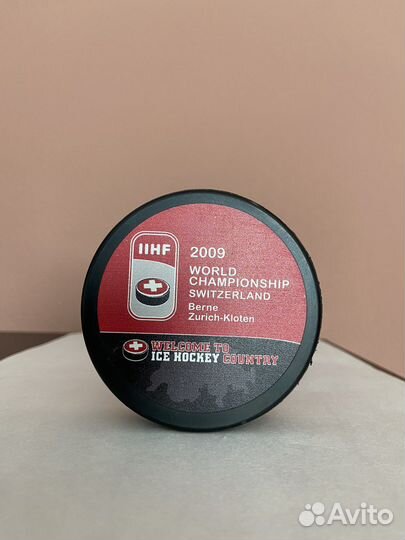 IIHF
2009
WORLD
CHAMPIONSHIP
SWITZERLAND
Berne
Zurich-Kloten
WELCOME TO
ICE HOCKEY COUNTRY
Avito